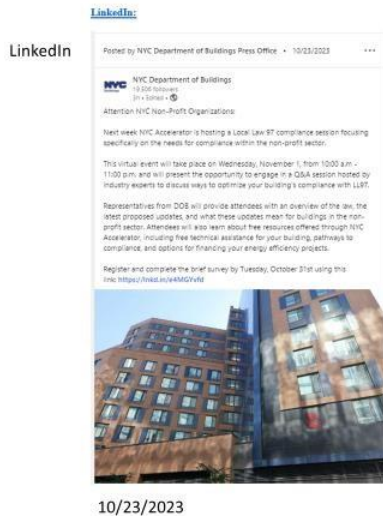 LinkedIn:
LinkedIn
Posted by NYC Department of Buildings Press Office • 10/23/2023 •••
NYC
NYC Department of Buildings
followers
Attention NYC Non-Profit Organizations:
Next week NYC Accelerator is hosting a Local Law 97 compliance session focusing
specifically on the needs for compliance within the non-profit sector.
This virtual event will take place on Wednesday, November 1, from 10:00 a.m -
11:00 p.m. and will present the opportunity to engage in a Q&A session hosted by
industry experts to discuss ways to optimize your building's compliance with LL97.
Representatives from DOB will provide attendees with an overview of the law, the
latest proposed updates, and what these updates mean for buildings in the non-
profit sector. Attendees will also learn about free resources offered through NYC
Accelerator, including free technical assistance for your building, pathways to
compliance, and options for financing your energy efficiency projects.
Register and complete the brief survey by Tuesday, October 31st using this
link: https://lnkd.in/e4MGYvfd
10/23/2023